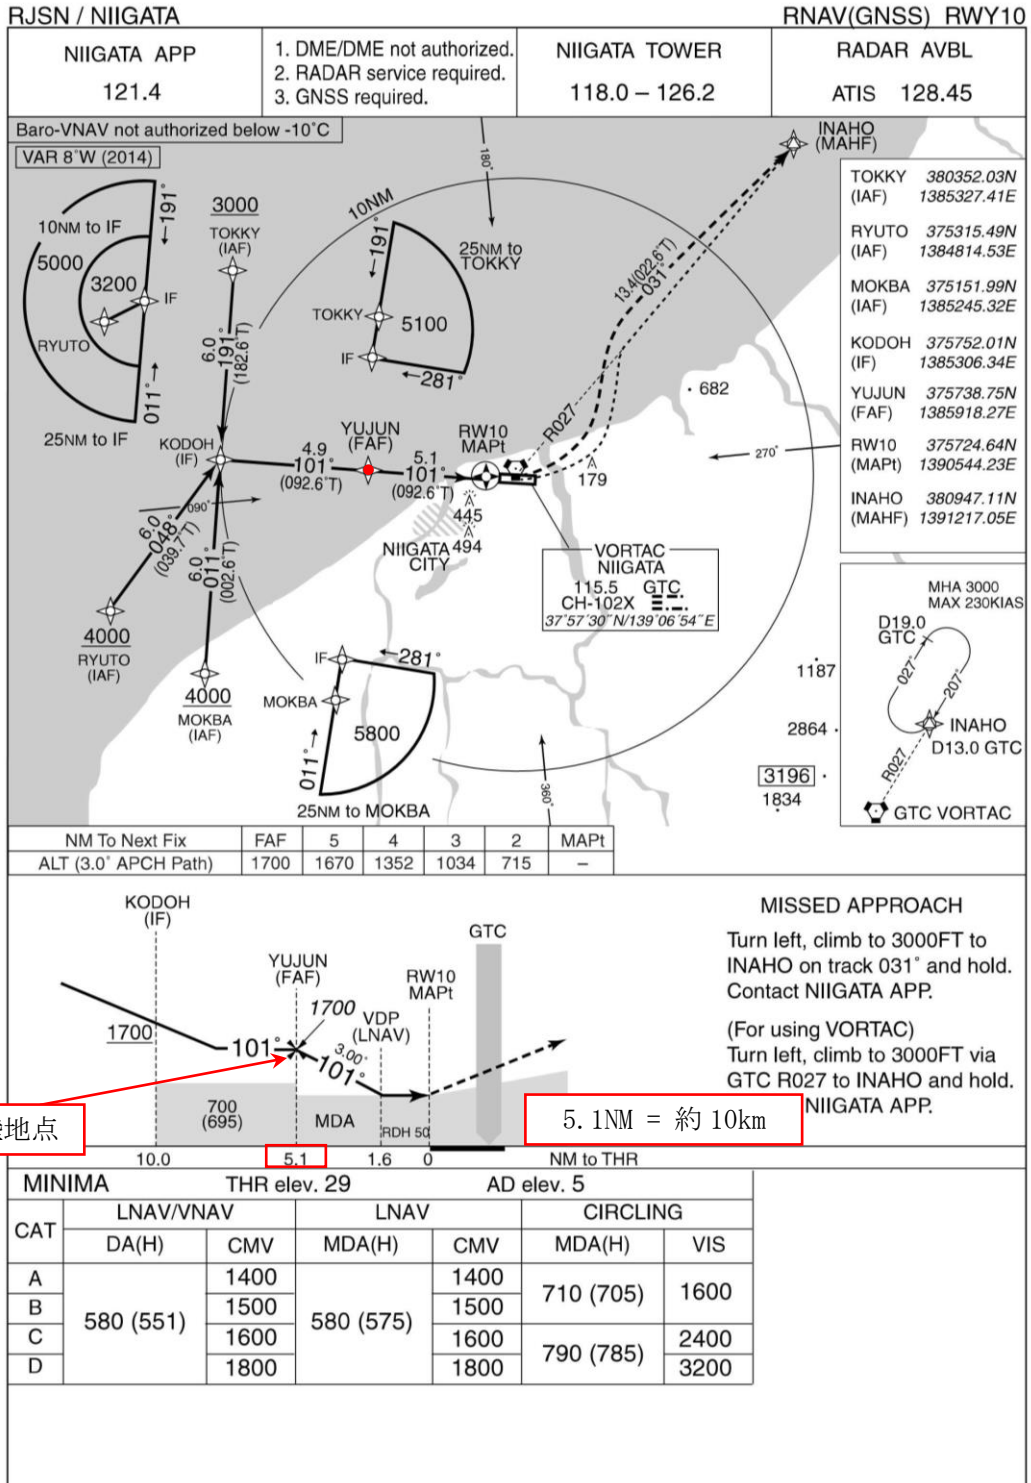 RJSN / NIIGATA
RNAV(GNSS) RWY10
NIIGATA APP
121.4
1. DME/DME not authorized.
2. RADAR service required.
3. GNSS required.
NIIGATA TOWER
118.0 – 126.2
RADAR AVBL
ATIS 128.45
Baro-VNAV not authorized below -10°C
VAR 8°W (2014)
INAHO
(MAHF)
180°
10NM
10NM to IF
5000
3200
191°
IF
RYUTO
011°
25NM to IF
3000
TOKKY
(IAF)
6.0
191°
(182.6°T)
191°
25NM to
TOKKY
TOKKY
5100
IF
281°
13.4(022.6°T)
031°
TOKKY 380352.03N
(IAF) 1385327.41E
RYUTO 375315.49N
(IAF) 1384814.53E
MOKBA 375151.99N
(IAF) 1385245.32E
KODOH 375752.01N
(IF) 1385306.34E
YUJUN 375738.75N
(FAF) 1385918.27E
RW10 375724.64N
(MAPt) 1390544.23E
INAHO 380947.11N
(MAHF) 1391217.05E
682
R027
270°
KODOH
(IF)
4.9
101°
(092.6°T)
YUJUN
(FAF)
5.1
101°
(092.6°T)
RW10
MAPt
179
445
494
NIIGATA
CITY
090°
6.0
048°
(039.7°T)
6.0
011°
(002.6°T)
VORTAC
NIIGATA
115.5 GTC
CH-102X
37°57´30˝N/139°06´54˝E
4000
RYUTO
(IAF)
4000
MOKBA
(IAF)
IF
281°
MOKBA
5800
011°
25NM to MOKBA
360°
1187
2864
3196
1834
MHA 3000
MAX 230KIAS
D19.0
GTC
027°
207°
INAHO
D13.0 GTC
R027
GTC VORTAC
NM To Next Fix FAF 5 4 3 2 MAPt
ALT (3.0° APCH Path) 1700 1670 1352 1034 715 –
KODOH
(IF)
YUJUN
(FAF)
1700
1700
101°
3.00°
101°
VDP
(LNAV)
RW10
MAPt
GTC
700
(695)
MDA
RDH 50
地点
5.1NM = 約 10km
10.0 5.1 1.6 0 NM to THR
MISSED APPROACH
Turn left, climb to 3000FT to
INAHO on track 031° and hold.
Contact NIIGATA APP.
(For using VORTAC)
Turn left, climb to 3000FT via
GTC R027 to INAHO and hold.
NIIGATA APP.
MINIMA THR elev. 29 AD elev. 5
CAT LNAV/VNAV LNAV CIRCLING
DA(H) CMV MDA(H) CMV MDA(H) VIS
A 580 (551) 1400 580 (575) 1400 710 (705) 1600
B 1500 1500
C 1600 1600 790 (785) 2400
D 1800 1800 3200